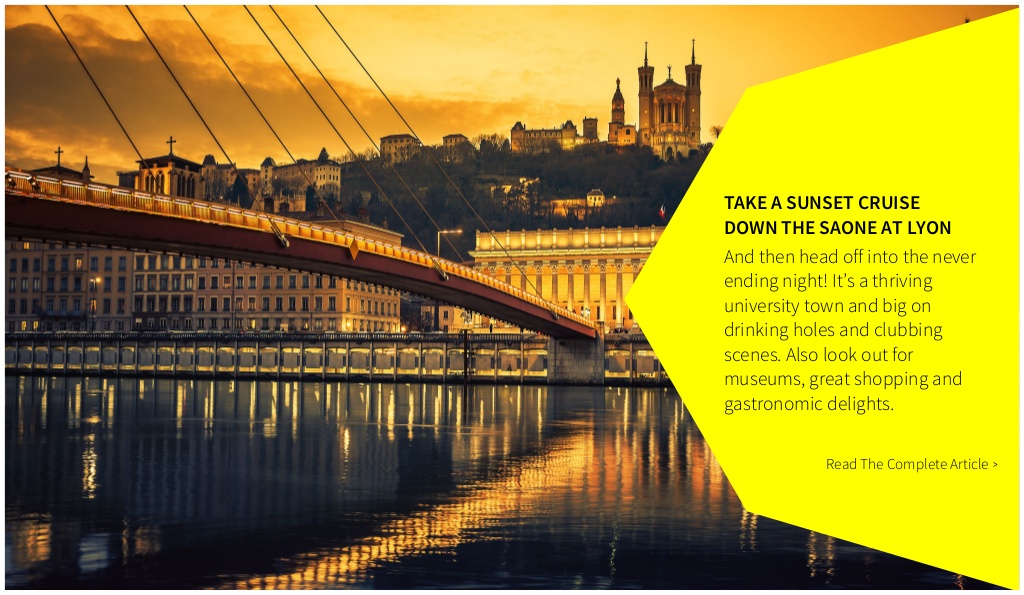 TAKE A SUNSET CRUISE
DOWN THE SAONE AT LYON
And then head off into the never
ending night! It’s a thriving
university town and big on
drinking holes and clubbing
scenes. Also look out for
museums, great shopping and
gastronomic delights.
Read The Complete Article >